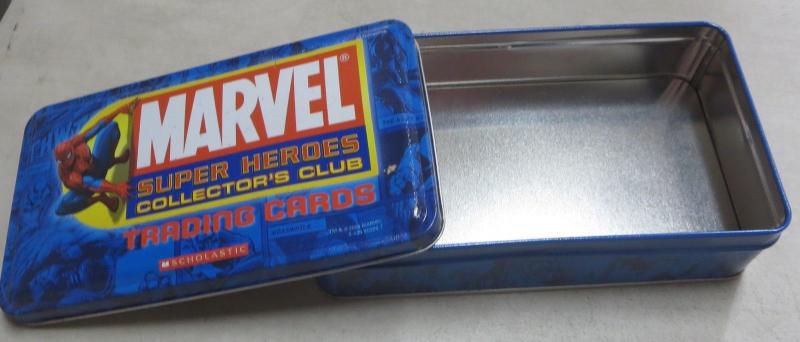 MARVEL®
SUPER HEROES
COLLECTOR'S CLUB
TRADING CARDS
SCHOLASTIC